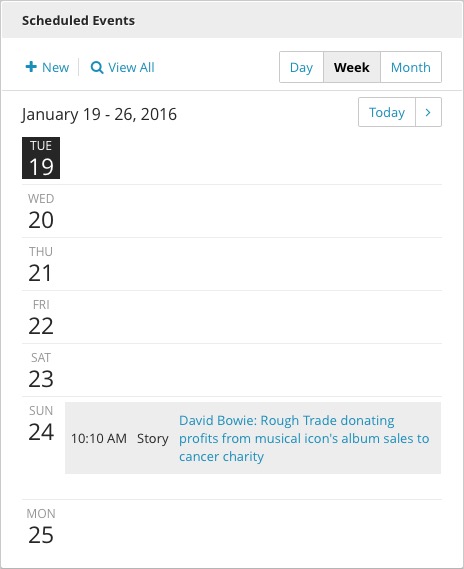 Scheduled Events
New
View All
Day
Week
Month
January 19 - 26, 2016
Today
TUE
19
WED
20
THU
21
FRI
22
SAT
23
SUN
24
10:10 AM Story
David Bowie: Rough Trade donating
profits from musical icon's album sales to
cancer charity
MON
25